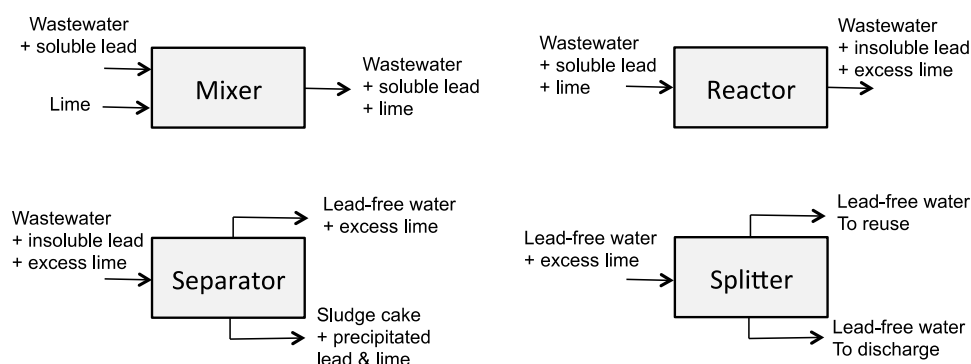 Wastewater
+ soluble lead
Lime
Mixer
Wastewater
+ soluble lead
+ lime
Wastewater
+ soluble lead
+ lime
Reactor
Wastewater
+ insoluble lead
+ excess lime
Wastewater
+ insoluble lead
+ excess lime
Separator
Lead-free water
+ excess lime
Sludge cake
+ precipitated
lead & lime
Lead-free water
+ excess lime
Splitter
Lead-free water
To reuse
Lead-free water
To discharge